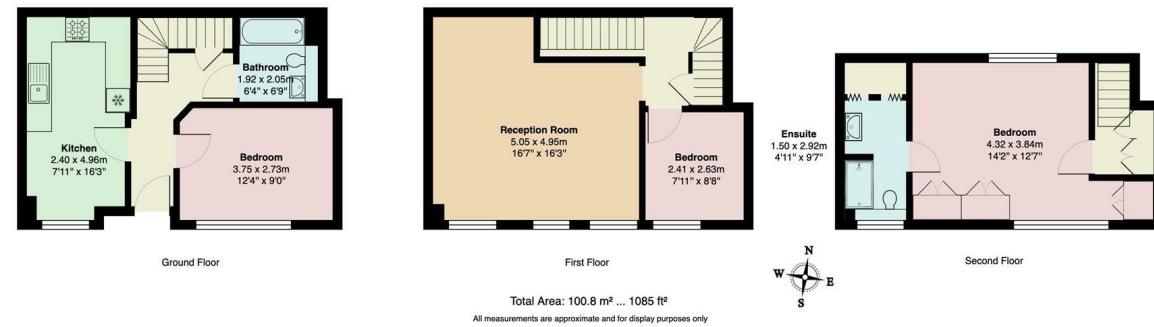 Kitchen
2.40 x 4.96m
7'11" x 16'3"
Bathroom
1.92 x 2.05m
6'4" x 6'9"
Bedroom
3.75 x 2.73m
12'4" x 9'0"
Ground Floor
Reception Room
5.05 x 4.95m
16'7" x 16'3"
Bedroom
2.41 x 2.63m
7'11" x 8'8"
First Floor
Ensuite
1.50 x 2.92m
4'11" x 9'7"
Bedroom
4.32 x 3.84m
14'2" x 12'7"
Second Floor
N
W
E
S
Total Area: 100.8 m² ... 1085 ft²
All measurements are approximate and for display purposes only